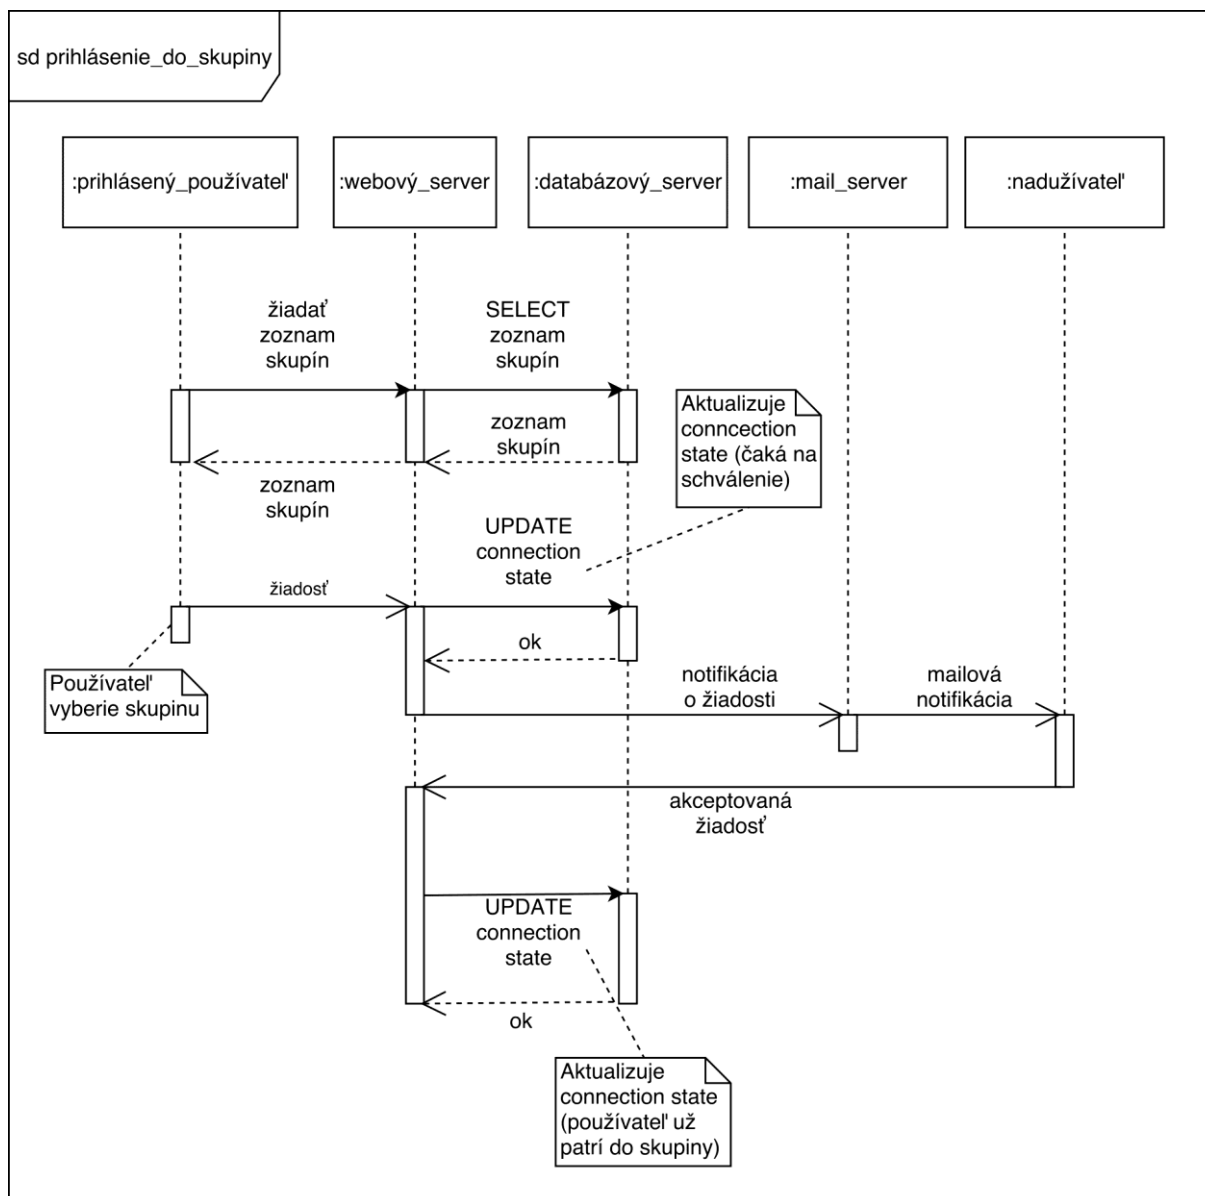 sd prihlásenie_do_skupiny
:prihlásený_používateľ
:webový_server
:databázový_server
:mail_server
:nadužívateľ
žiadať
zoznam
skupín
SELECT
zoznam
skupín
zoznam
skupín
zoznam
skupín
Aktualizuje
conncection
state (čaká na
schválenie)
UPDATE
connection
state
žiadosť
ok
Používateľ
vyberie skupinu
notifikácia
o žiadosti
mailová
notifikácia
akceptovaná
žiadosť
UPDATE
connection
state
ok
Aktualizuje
connection state
(používateľ už
patrí do skupiny)